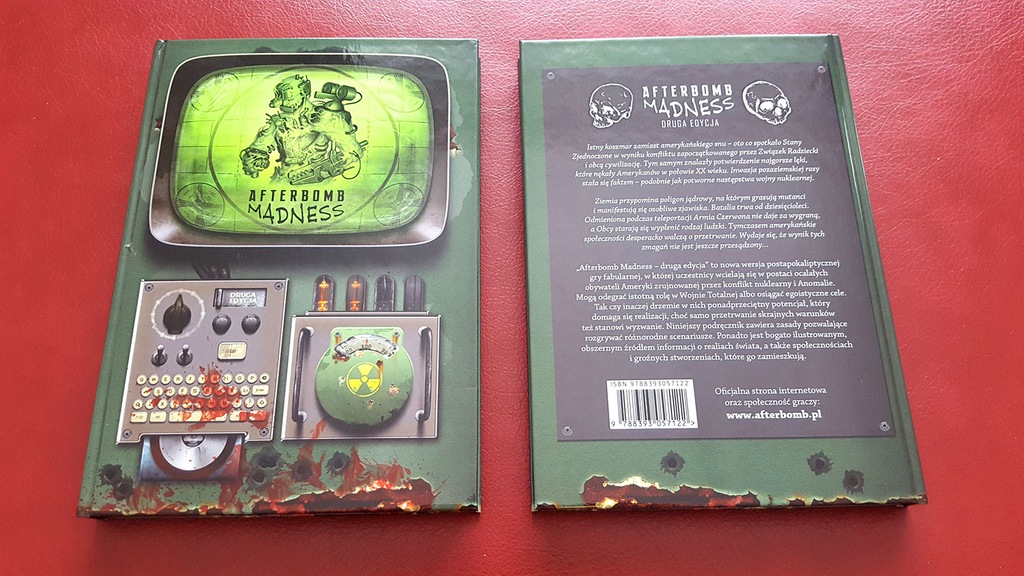 AFTERBOMB
MADNESS
DRUGA
EDYCJA
AFTERBOMB
MADNESS
DRUGA EDYCJA
Istny koszmar zamiast amerykańskiego snu – oto co spotkało Stany
Zjednoczone w wyniku konfliktu zapoczątkowanego przez Związek Radziecki
i obcą cywilizację. Tym samym znalazły potwierdzenie najgorsze lęki,
które nękały Amerykanów w połowie XX wieku. Inwazja pozaziemskiej rasy
stała się faktem – podobnie jak potworne następstwa wojny nuklearnej.
Ziemia przypomina poligon jądrowy, na którym grasują mutanci
i manifestują się osobliwe zjawiska. Batalia trwa od dziesięcioleci.
Odmieniona podczas teleportacji Armia Czerwona nie daje za wygraną,
a Obcy starają się wyplenić rodzaj ludzki. Tymczasem amerykańskie
społeczności desperacko walczą o przetrwanie. Wydaje się, że wynik tych
zmagań nie jest jeszcze przesądzony...
„Afterbomb Madness – druga edycja" to nowa wersja postapokaliptycznej
gry fabularnej, w której uczestnicy wcielają się w postaci ocalałych
obywateli Ameryki zrujnowanej przez konflikt nuklearny i Anomalie.
Mogą odegrać istotną rolę w Wojnie Totalnej albo osiągać egoistyczne cele.
Tak czy inaczej drzemie w nich ponadprzeciętny potencjał, który
domaga się realizacji, choć samo przetrwanie skrajnych warunków
też stanowi wyzwanie. Niniejszy podręcznik zawiera zasady pozwalające
rozgrywać różnorodne scenariusze. Ponadto jest bogato ilustrowanym,
obszernym źródłem informacji o realiach świata, a także społecznościach
i groźnych stworzeniach, które go zamieszkują.
ISBN 9788393057122
9 788393 057122 >
Oficjalna strona internetowa
oraz społeczność graczy:
www.afterbomb.pl